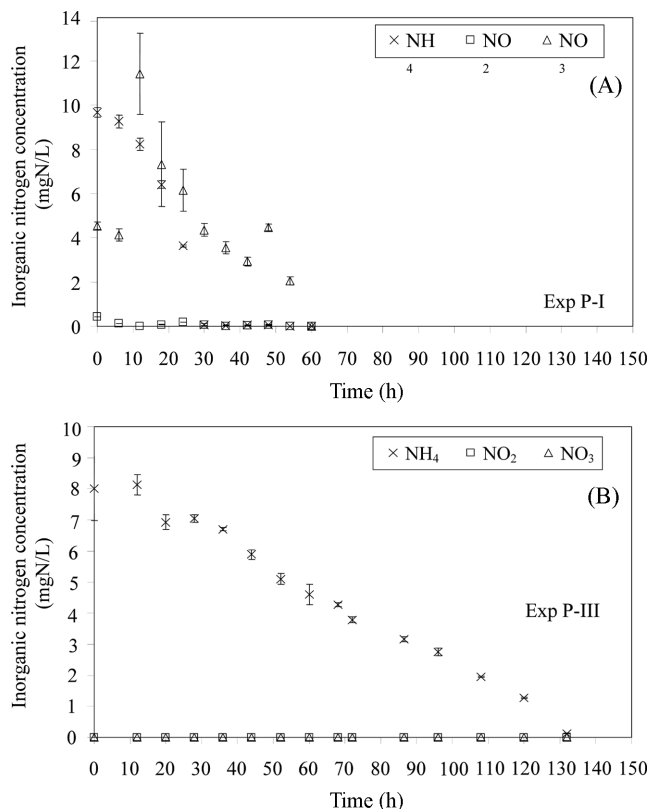 14
12
10
8
6
4
2
0
Inorganic nitrogen concentration
(mgN/L)
NH NO NO
4 2 3
(A)
Exp P-I
0 10 20 30 40 50 60 70 80 90 100 110 120 130 140 150
Time (h)
10
9
8
7
6
5
4
3
2
1
0
Inorganic nitrogen concentration
(mgN/L)
NH₄ NO₂ NO₃
(B)
Exp P-III
0 10 20 30 40 50 60 70 80 90 100 110 120 130 140 150
Time (h)